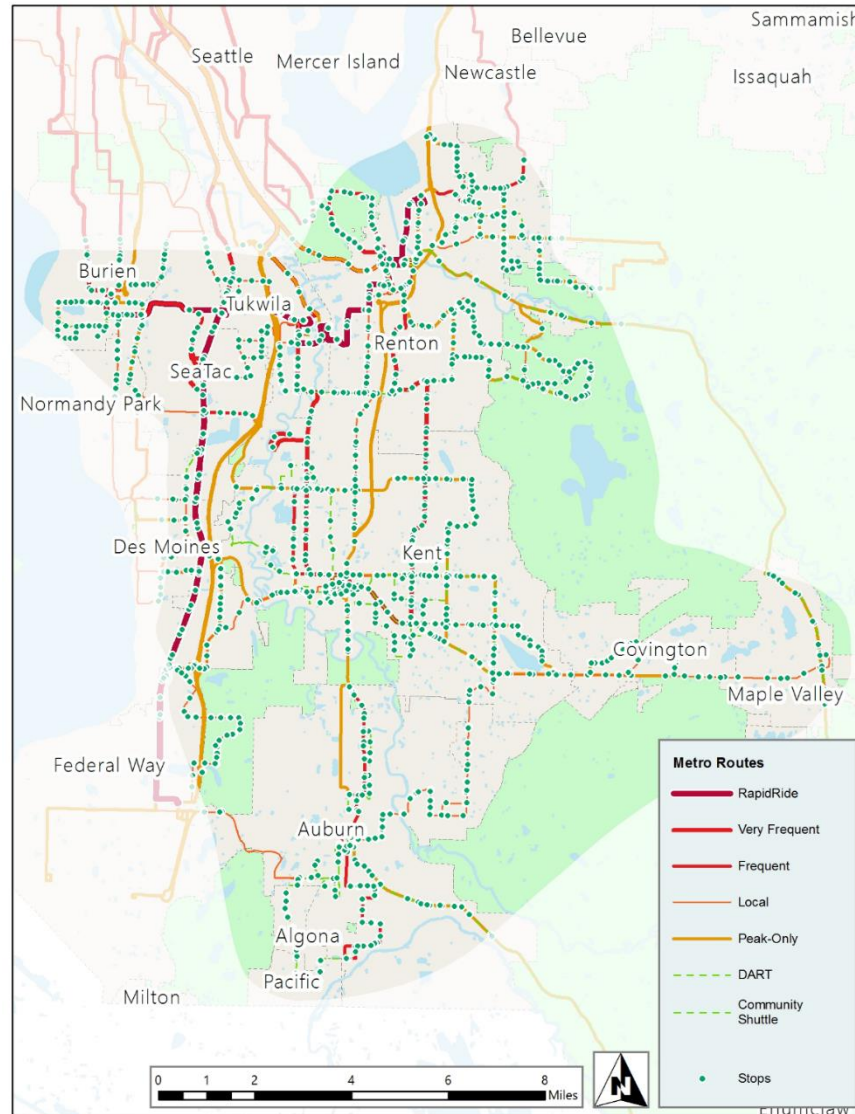 Sammamish
Bellevue
Seattle
Mercer Island
Newcastle
Issaquah
Burien
Tukwila
Renton
SeaTac
Normandy Park
Des Moines
Kent
Covington
Maple Valley
Federal Way
Auburn
Algona
Pacific
Milton
Metro Routes
RapidRide
Very Frequent
Frequent
Local
Peak-Only
DART
Community
Shuttle
Stops
0 1 2 4 6 8
Miles
N